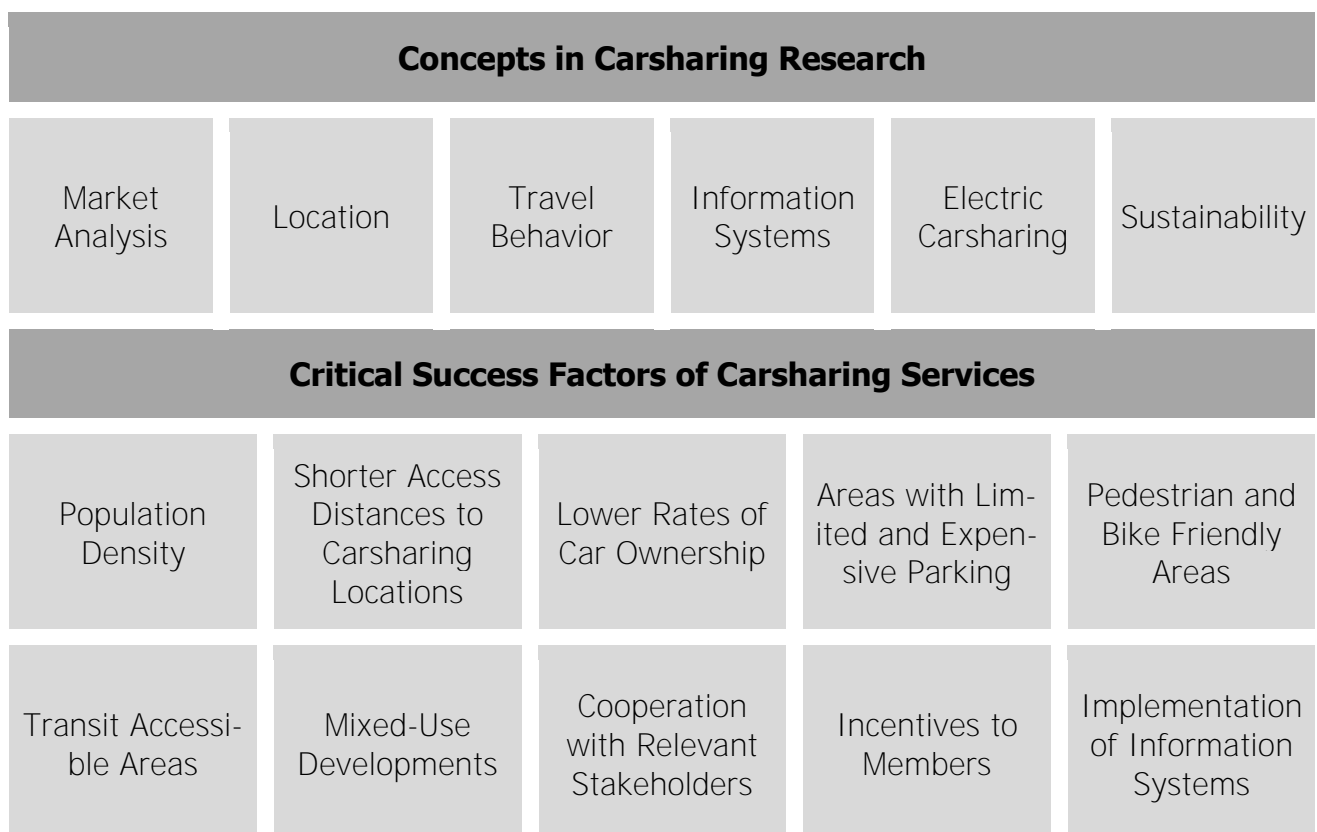 Concepts in Carsharing Research
Market
Analysis
Location
Travel
Behavior
Information
Systems
Electric
Carsharing
Sustainability
Critical Success Factors of Carsharing Services
Population
Density
Shorter Access
Distances to
Carsharing
Locations
Lower Rates of
Car Ownership
Areas with Lim-
ited and Expen-
sive Parking
Pedestrian and
Bike Friendly
Areas
Transit Accessi-
ble Areas
Mixed-Use
Developments
Cooperation
with Relevant
Stakeholders
Incentives to
Members
Implementation
of Information
Systems